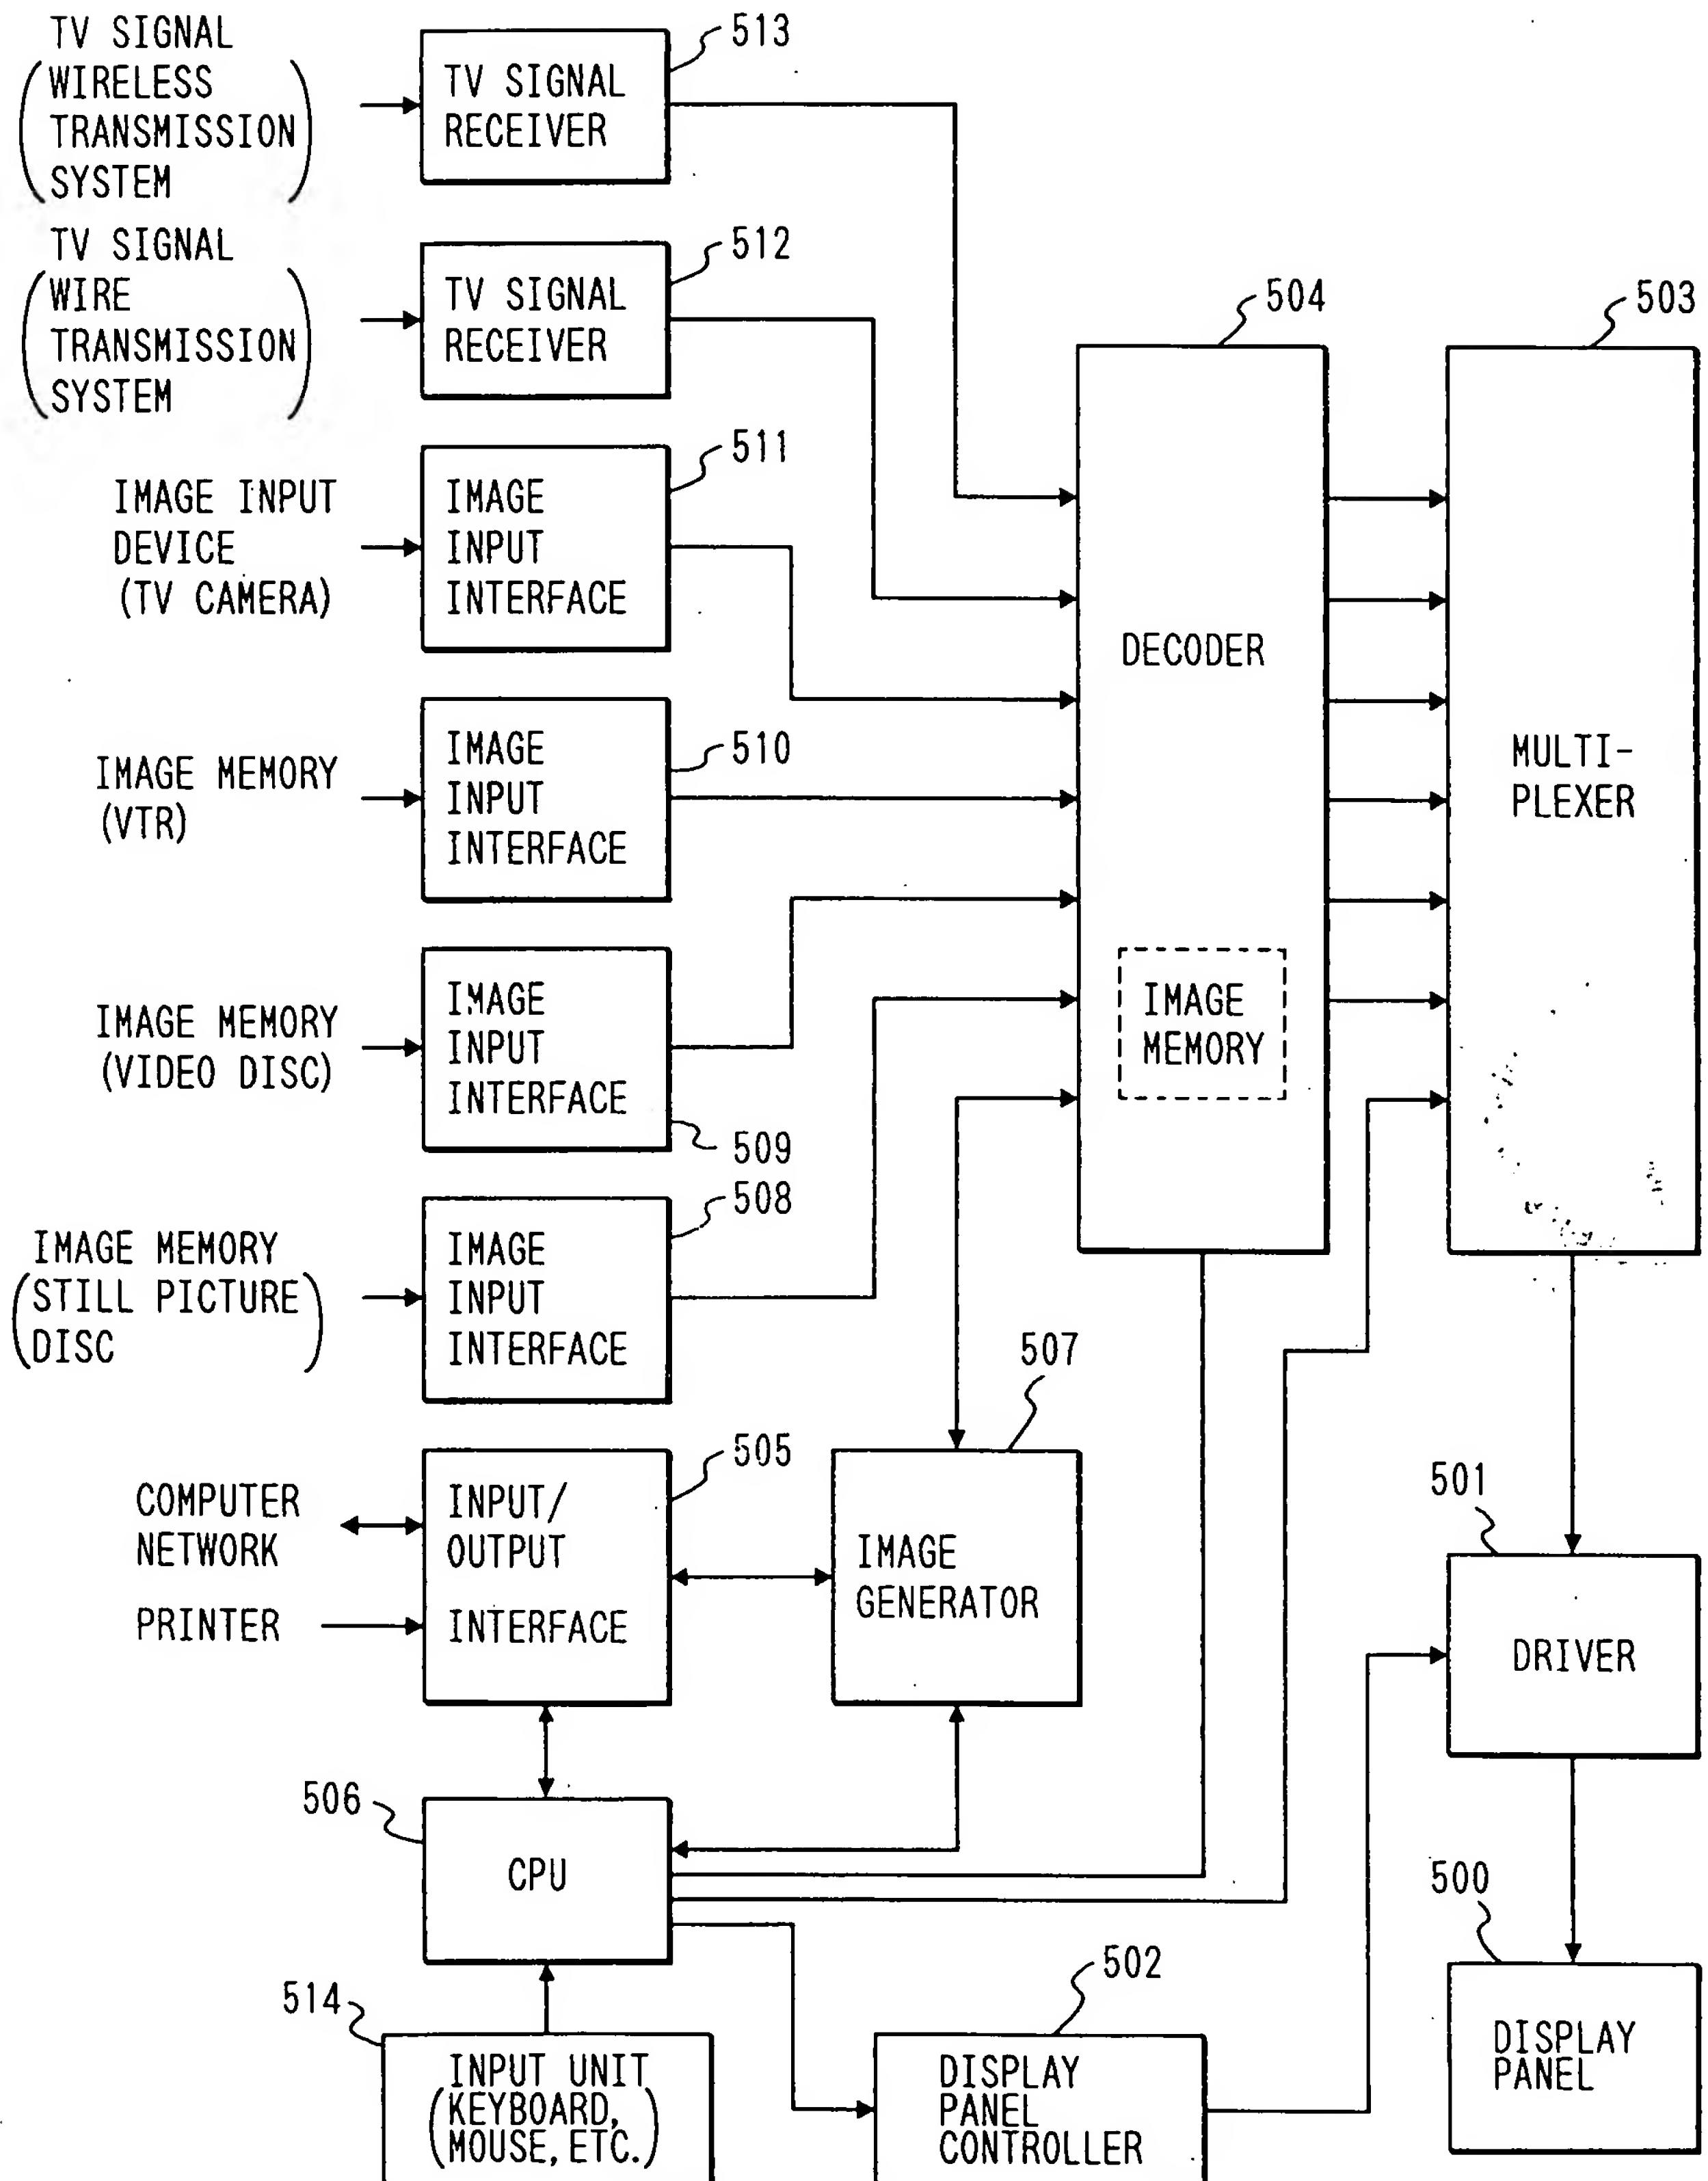 TV SIGNAL
(WIRELESS
TRANSMISSION
SYSTEM)
TV SIGNAL
RECEIVER
513
TV SIGNAL
(WIRE
TRANSMISSION
SYSTEM)
TV SIGNAL
RECEIVER
512
IMAGE INPUT
DEVICE
(TV CAMERA)
IMAGE
INPUT
INTERFACE
511
IMAGE MEMORY
(VTR)
IMAGE
INPUT
INTERFACE
510
IMAGE MEMORY
(VIDEO DISC)
IMAGE
INPUT
INTERFACE
509
IMAGE MEMORY
(STILL PICTURE
DISC)
IMAGE
INPUT
INTERFACE
508
504
DECODER
IMAGE
MEMORY
503
MULTI-
PLEXER
COMPUTER
NETWORK
PRINTER
INPUT/
OUTPUT
INTERFACE
505
507
IMAGE
GENERATOR
501
DRIVER
506
CPU
500
DISPLAY
PANEL
514
INPUT UNIT
(KEYBOARD,
MOUSE, ETC.)
502
DISPLAY
PANEL
CONTROLLER